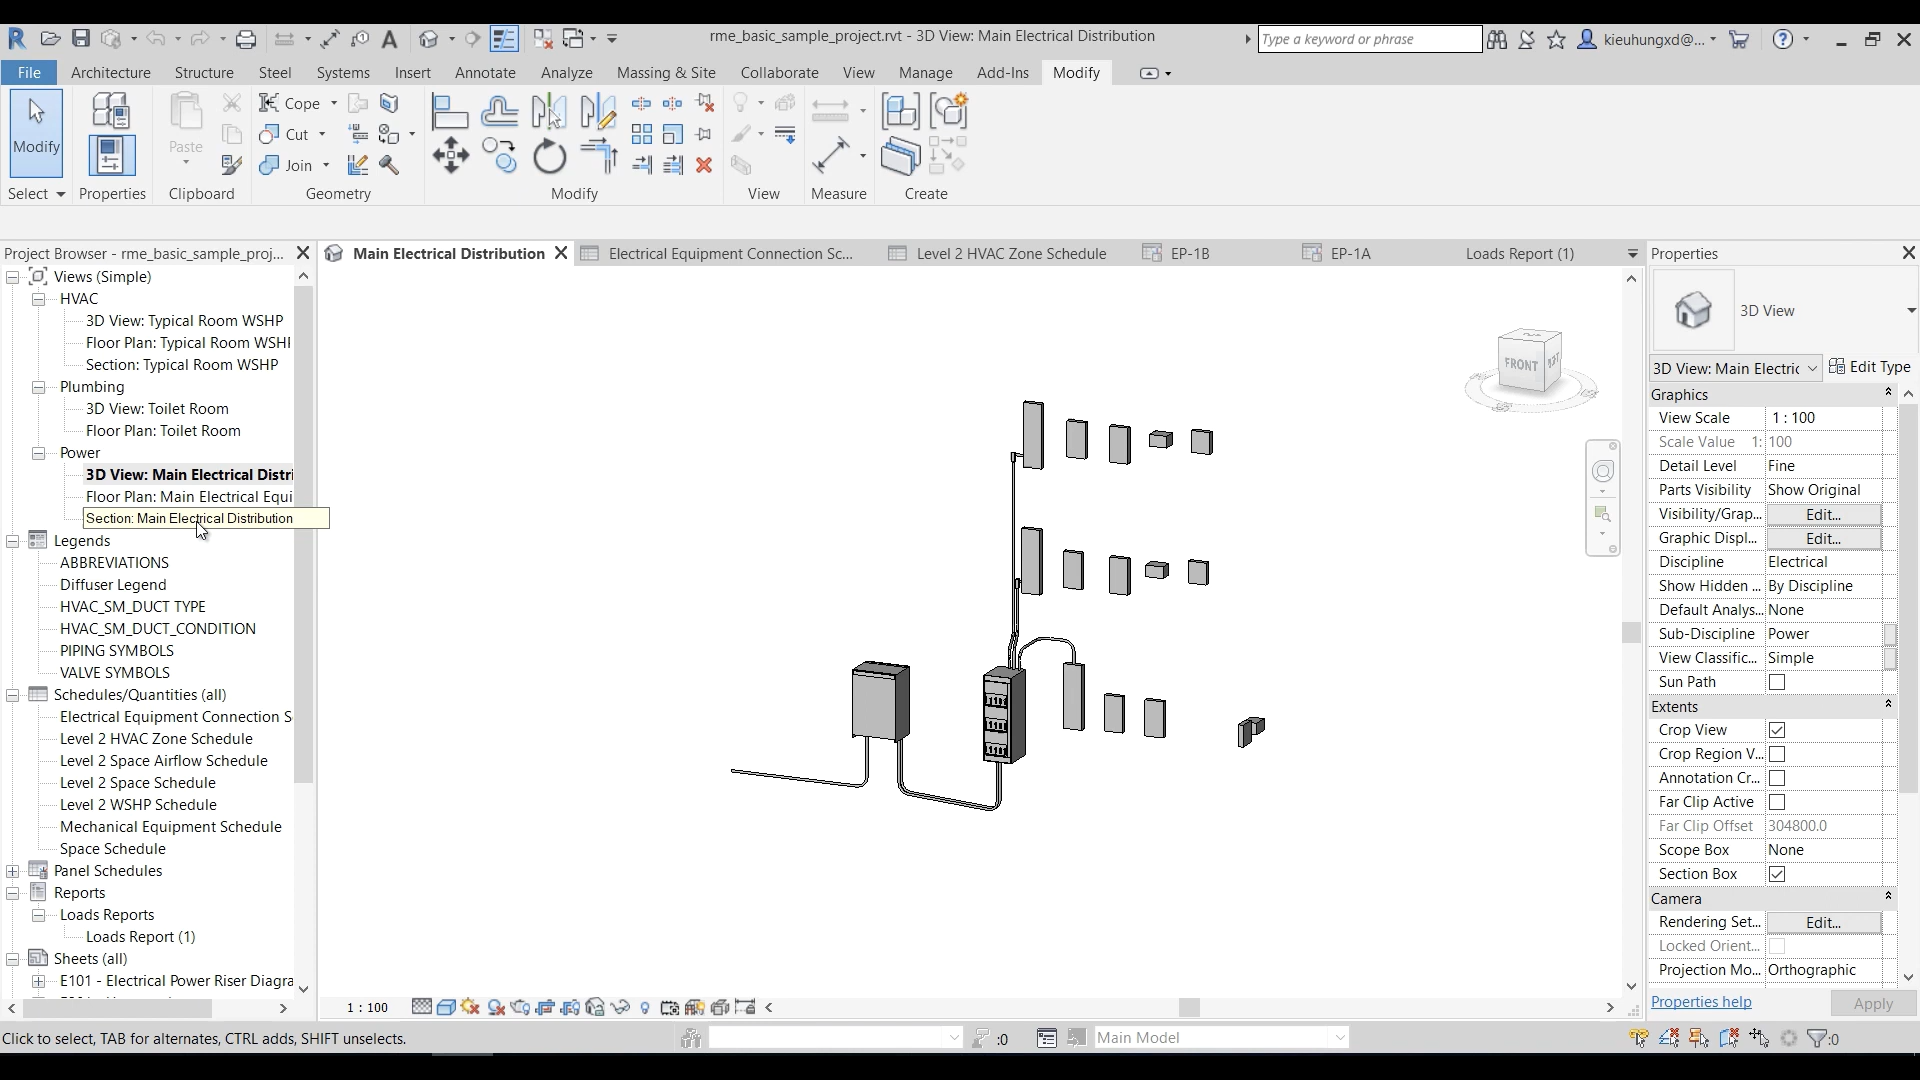 rme_basic_sample_project.rvt - 3D View: Main Electrical Distribution
Type a keyword or phrase
kieuhungxd@...
File Architecture Structure Steel Systems Insert Annotate Analyze Massing & Site Collaborate View Manage Add-Ins Modify
Modify
Paste
Cope
Cut
Join
Select Properties Clipboard Geometry Modify View Measure Create
Project Browser - rme_basic_sample_proj...
Main Electrical Distribution
Electrical Equipment Connection Sc...
Level 2 HVAC Zone Schedule
EP-1B
EP-1A
Loads Report (1)
Views (Simple)
HVAC
3D View: Typical Room WSHP
Floor Plan: Typical Room WSHI
Section: Typical Room WSHP
Plumbing
3D View: Toilet Room
Floor Plan: Toilet Room
Power
3D View: Main Electrical Distri
Floor Plan: Main Electrical Equi
Section: Main Electrical Distribution
Legends
ABBREVIATIONS
Diffuser Legend
HVAC_SM_DUCT TYPE
HVAC_SM_DUCT_CONDITION
PIPING SYMBOLS
VALVE SYMBOLS
Schedules/Quantities (all)
Electrical Equipment Connection S
Level 2 HVAC Zone Schedule
Level 2 Space Airflow Schedule
Level 2 Space Schedule
Level 2 WSHP Schedule
Mechanical Equipment Schedule
Space Schedule
Panel Schedules
Reports
Loads Reports
Loads Report (1)
Sheets (all)
E101 - Electrical Power Riser Diagra
FRONT
1 : 100
Properties
3D View
3D View: Main Electric
Edit Type
Graphics
View Scale 1 : 100
Scale Value 1: 100
Detail Level Fine
Parts Visibility Show Original
Visibility/Grap... Edit...
Graphic Displ... Edit...
Discipline Electrical
Show Hidden ... By Discipline
Default Analys... None
Sub-Discipline Power
View Classific... Simple
Sun Path
Extents
Crop View
Crop Region V...
Annotation Cr...
Far Clip Active
Far Clip Offset 304800.0
Scope Box None
Section Box
Camera
Rendering Set... Edit...
Locked Orient...
Projection Mo... Orthographic
Properties help
Apply
Click to select, TAB for alternates, CTRL adds, SHIFT unselects.
:0
Main Model
:0